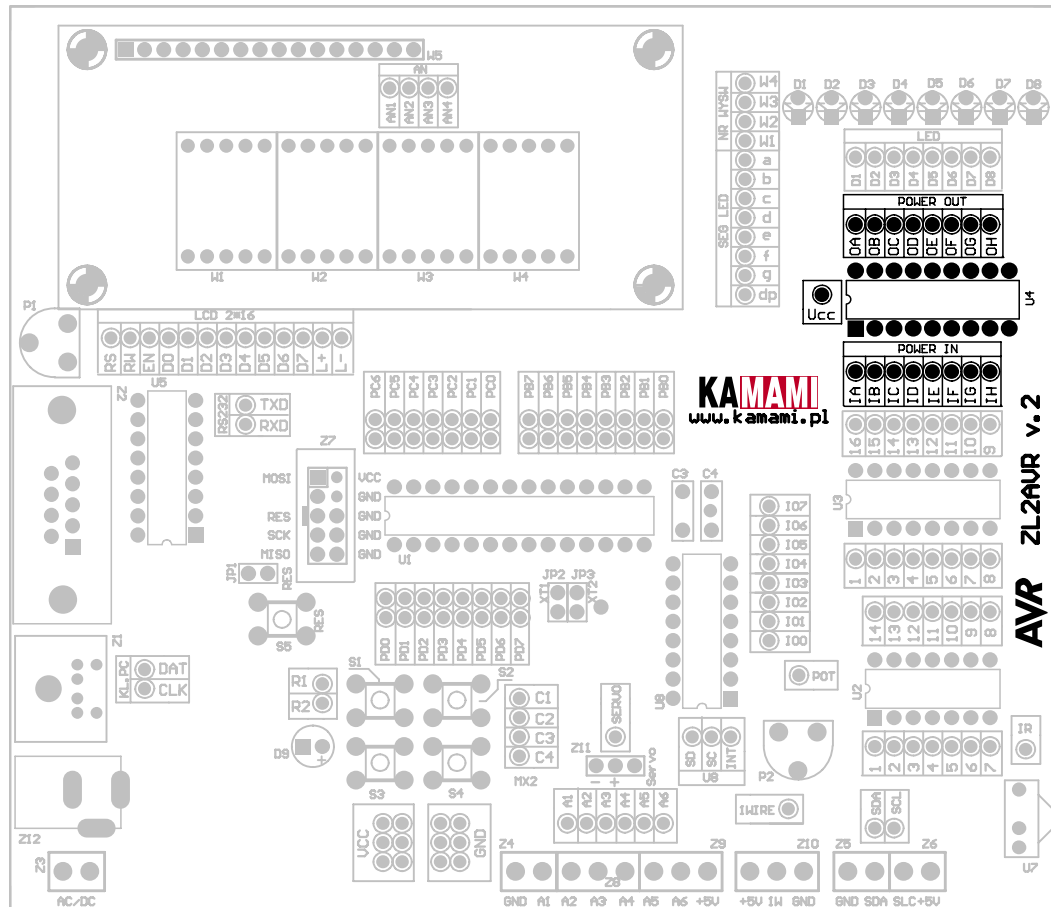 W5
AN
AN1 AN2 AN3 AN4
W1 W2 W3 W4
NR WYSW
W4
W3
W2
W1
SEG LED
a
b
c
d
e
f
g
dp
D1 D2 D3 D4 D5 D6 D7 D8
LED
D1 D2 D3 D4 D5 D6 D7 D8
POWER OUT
OA OB OC OD OE OF OG OH
Ucc
U4
POWER IN
IA IB IC ID IE IF IG IH
P1
LCD 2*16
RS RW EN D0 D1 D2 D3 D4 D5 D6 D7 L+ L-
Z2
U5
RS232
TXD
RXD
PC6 PC5 PC4 PC3 PC2 PC1 PC0
PB7 PB6 PB5 PB4 PB3 PB2 PB1 PB0
KAMAMI
www.kamami.pl
16 15 14 13 12 11 10 9
U3
1 2 3 4 5 6 7 8
AVR ZL2AVR v.2
Z7
MOSI VCC
GND
RES GND
SCK GND
MISO GND
U1
C3 C4
IO7
IO6
IO5
IO4
IO3
IO2
IO1
IO0
JP1
RES
RES
S5
JP2 JP3
XT1 XT2
PD0 PD1 PD2 PD3 PD4 PD5 PD6 PD7
14 13 12 11 10 9 8
U2
1 2 3 4 5 6 7
Z1
KL.PC
DAT
CLK
R1
R2
D9
+
S1
S2
S3
S4
C1
C2
C3
C4
MX2
SERVO
Z11
- + Servo
U8
SD SC INT
U8
POT
P2
IR
U7
1WIRE
SDA SCL
A1 A2 A3 A4 A5 A6
VCC
GND
Z12
Z3
AC/DC
Z4 Z8 Z9
GND A1 A2 A3 A4 A5 A6 +5V
Z10
+5V 1W GND
Z5 Z6
GND SDA SLC+5V